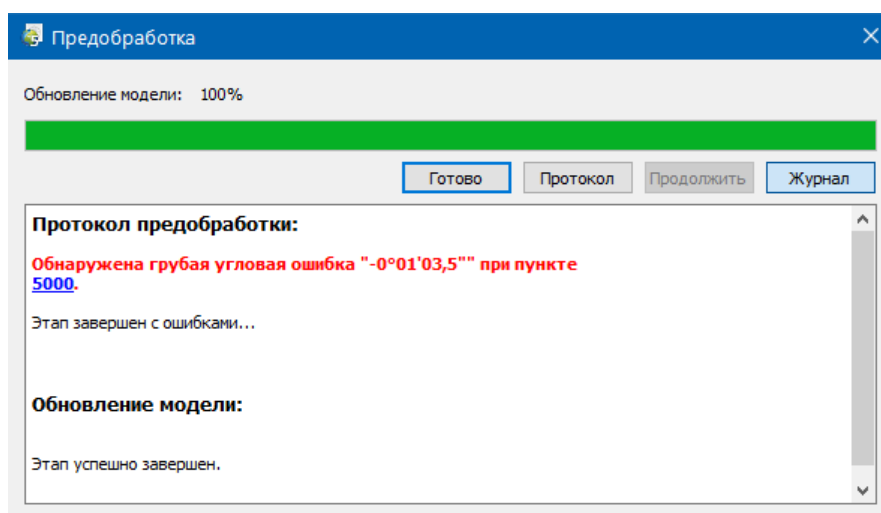 Предобработка
Обновление модели: 100%
Готово Протокол Продолжить Журнал
Протокол предобработки:
Обнаружена грубая угловая ошибка "-0°01'03,5"" при пункте
5000.
Этап завершен с ошибками...
Обновление модели:
Этап успешно завершен.